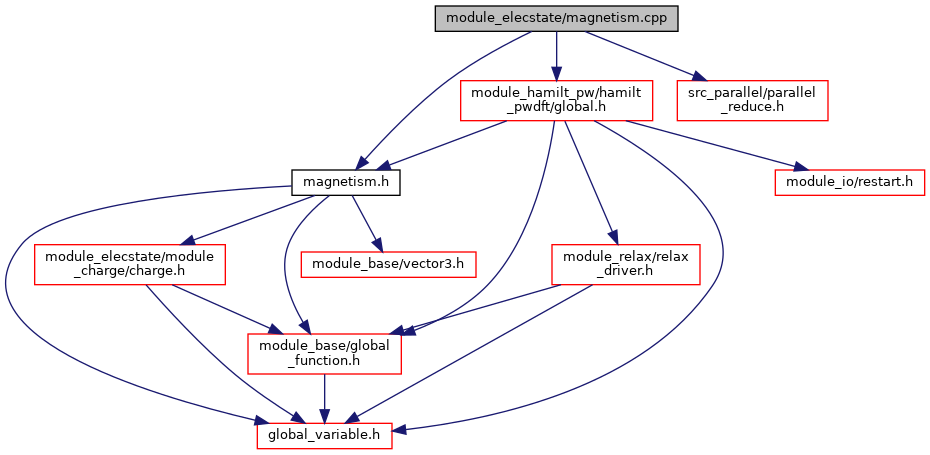 module_elecstate/magnetism.cpp
module_hamilt_pw/hamilt
_pwdft/global.h
src_parallel/parallel
_reduce.h
magnetism.h
module_io/restart.h
module_elecstate/module
_charge/charge.h
module_base/vector3.h
module_relax/relax
_driver.h
module_base/global
_function.h
global_variable.h